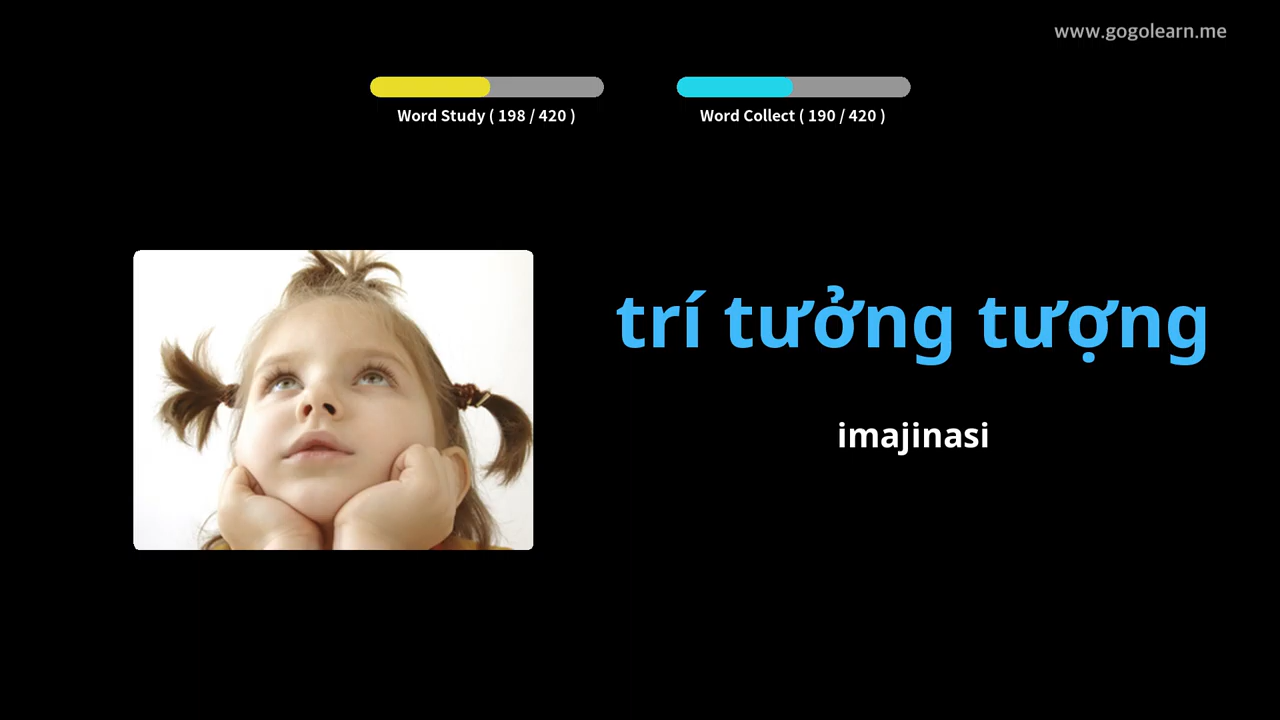 www.gogolearn.me
Word Study ( 198 / 420 )
Word Collect ( 190 / 420 )
trí tưởng tượng
imajinasi